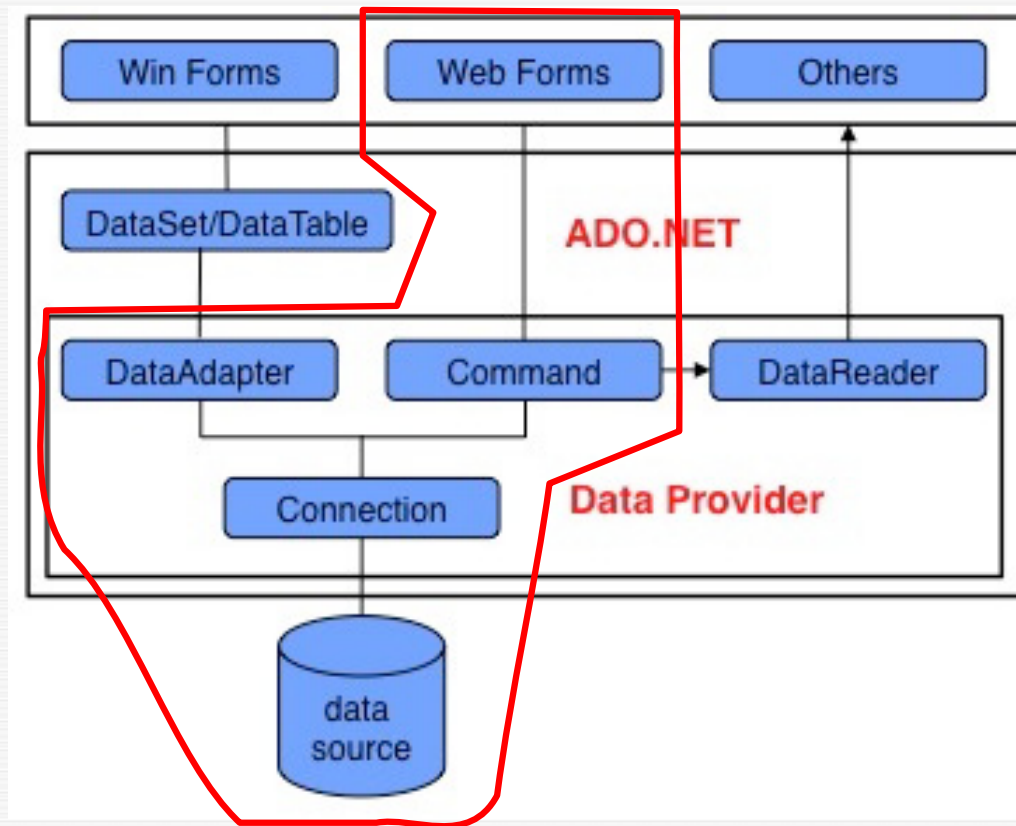 Win Forms
Web Forms
Others
DataSet/DataTable
ADO.NET
DataAdapter
Command
DataReader
Connection
Data Provider
data
source